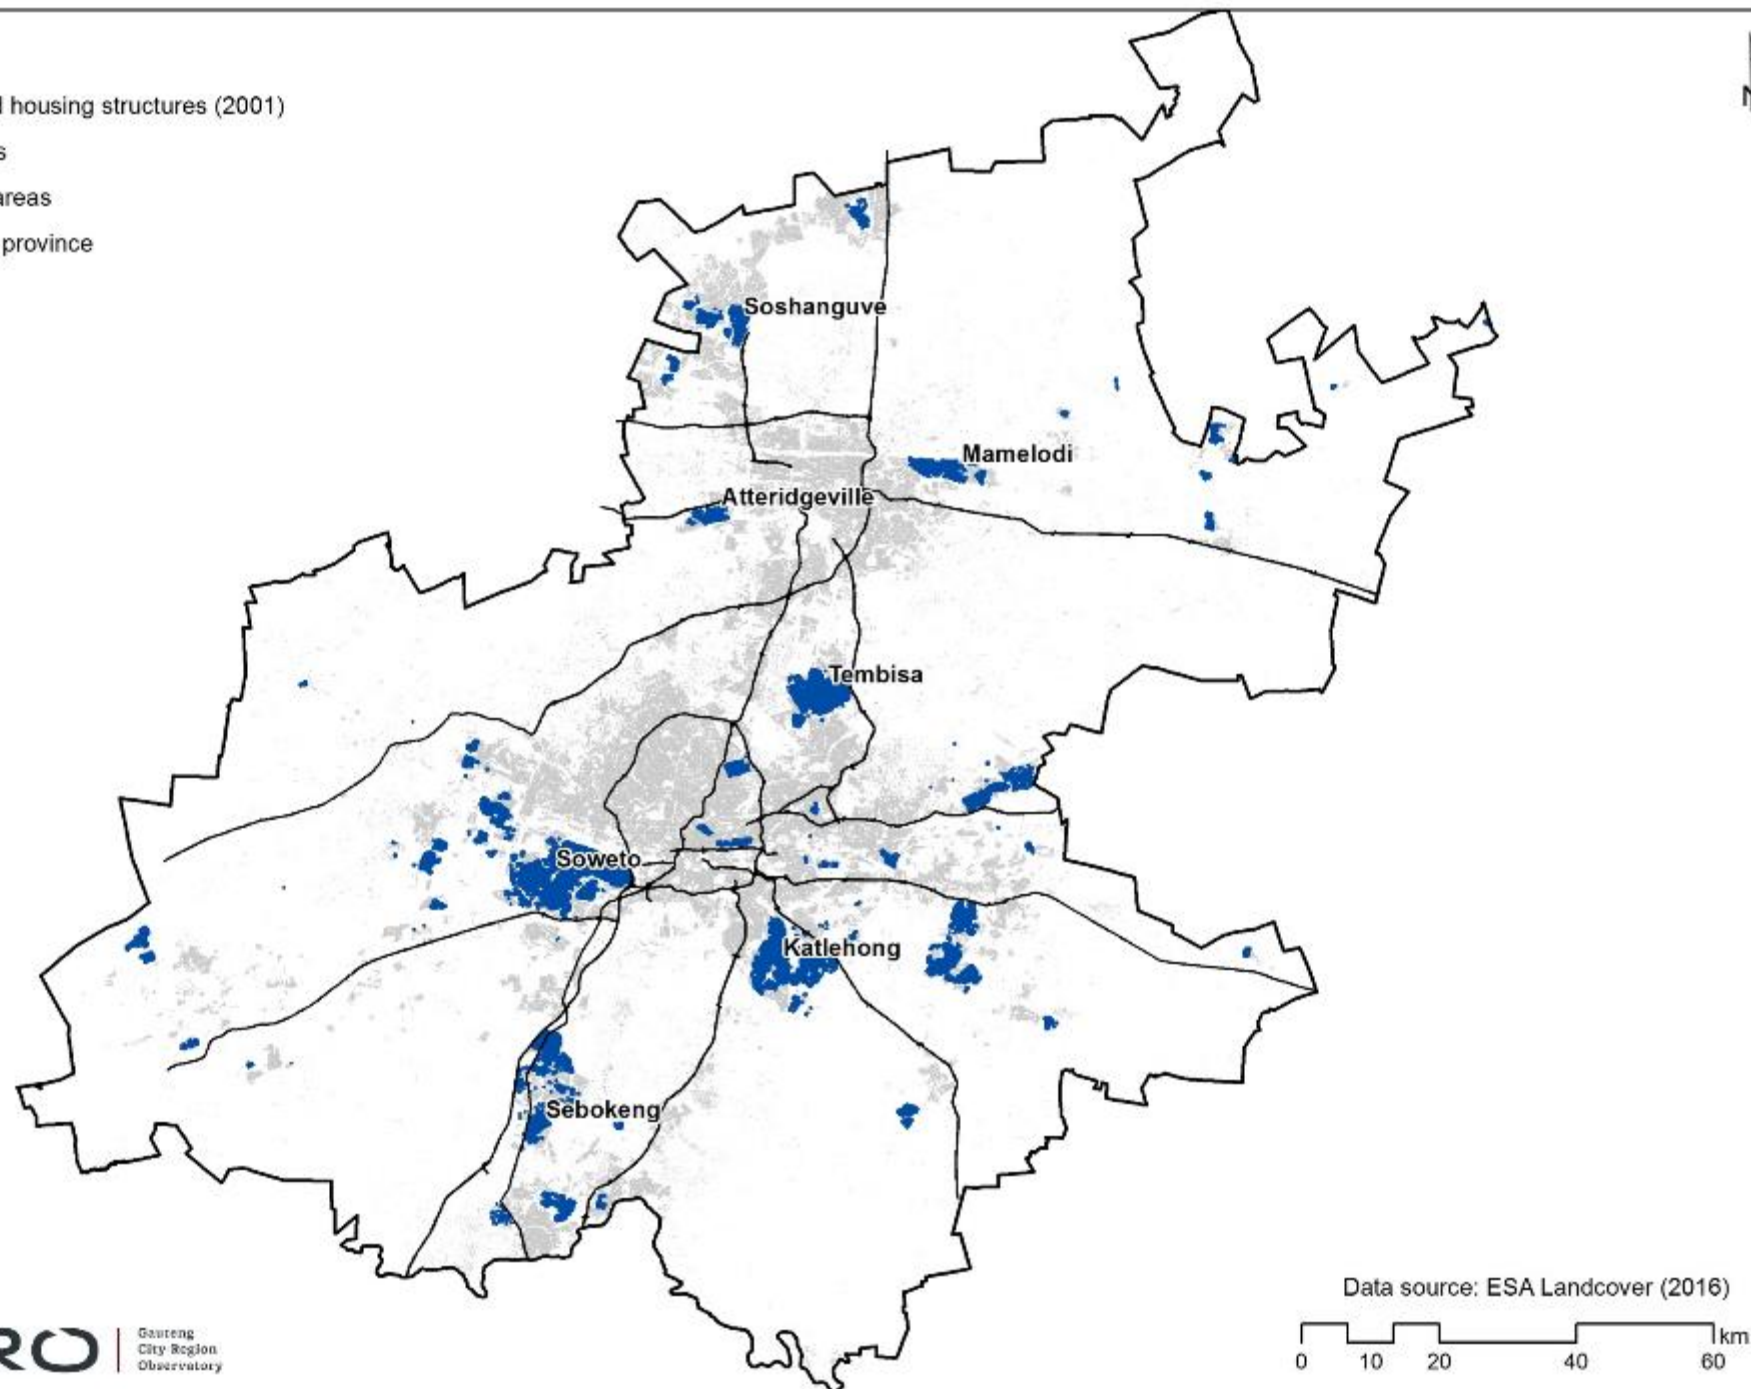 housing structures (2001)
areas
province
Soshanguve
Mamelodi
Atteridgeville
Tembisa
Soweto
Katlehong
Sebokeng
Data source: ESA Landcover (2016)
km
0 10 20 40 60
RO
Gauteng
City-Region
Observatory